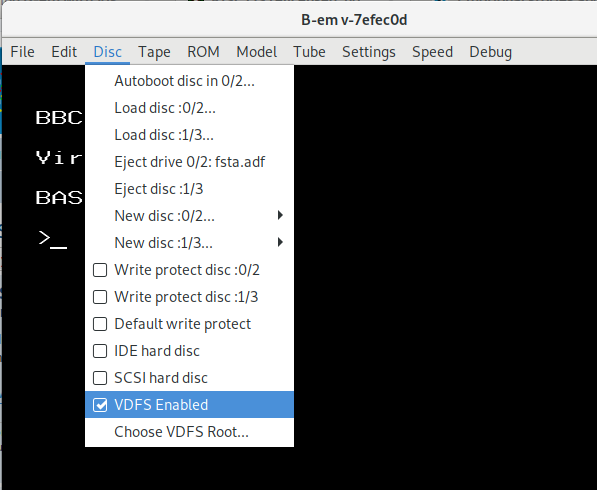 B-em v-7efec0d
File Edit Disc Tape ROM Model Tube Settings Speed Debug
Autoboot disc in 0/2...
Load disc :0/2...
Load disc :1/3...
Eject drive 0/2: fsta.adf
Eject disc :1/3
New disc :0/2...
New disc :1/3...
Write protect disc :0/2
Write protect disc :1/3
Default write protect
IDE hard disc
SCSI hard disc
VDFS Enabled
Choose VDFS Root...
BBC
Vir
BAS
>_